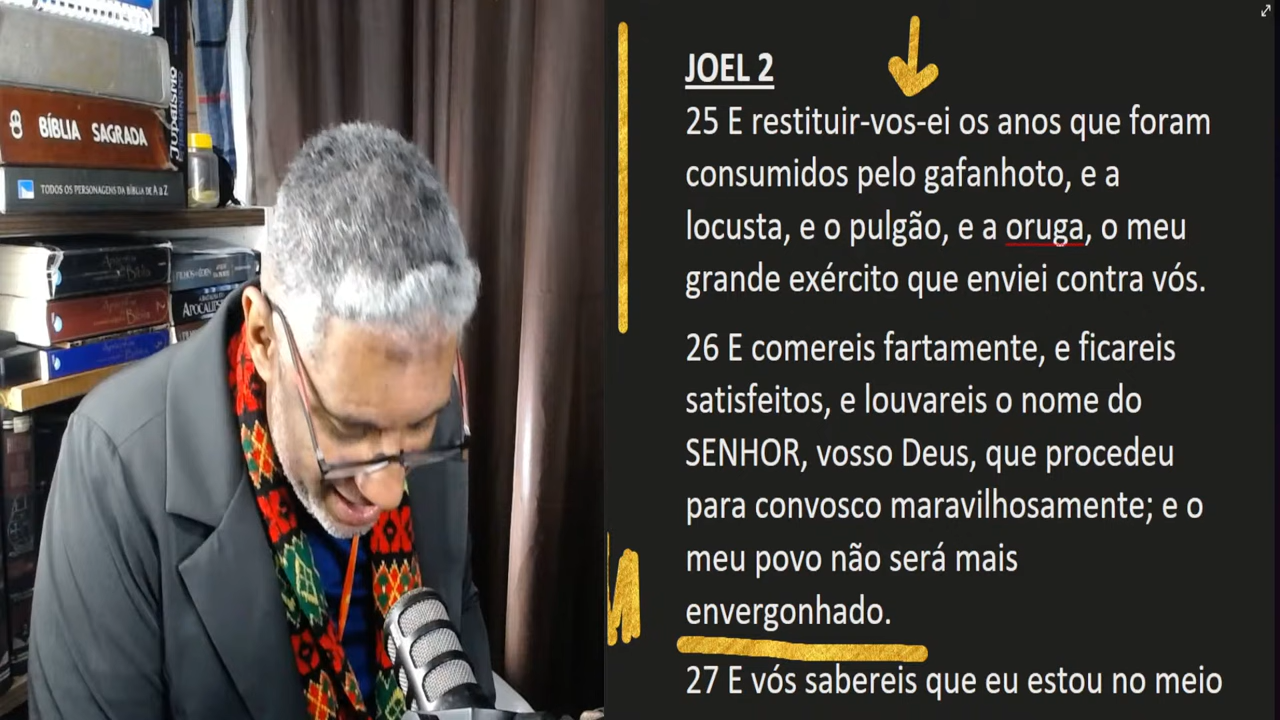 BÍBLIA SAGRADA
JUDAÍSMO
TODOS OS PERSONAGENS DA BÍBLIA DE A a Z
APOCALIPSE
JOEL 2
25 E restituir-vos-ei os anos que foram
consumidos pelo gafanhoto, e a
locusta, e o pulgão, e a oruga, o meu
grande exército que enviei contra vós.
26 E comereis fartamente, e ficareis
satisfeitos, e louvareis o nome do
SENHOR, vosso Deus, que procedeu
para convosco maravilhosamente; e o
meu povo não será mais
envergonhado.
27 E vós sabereis que eu estou no meio